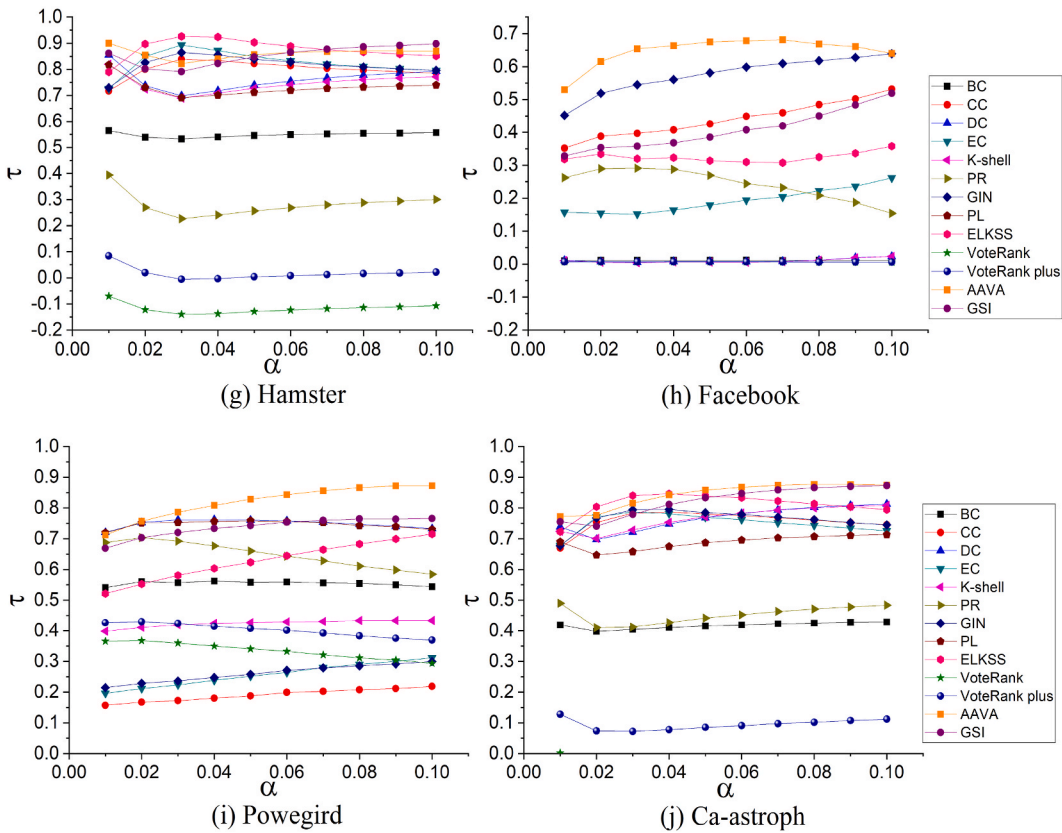 1.0
0.9
0.8
0.7
0.6
0.5
0.4
0.3
0.2
0.1
0.0
-0.1
-0.2
τ
0.00 0.02 0.04 0.06 0.08 0.10
α
(g) Hamster
0.7
0.6
0.5
0.4
0.3
0.2
0.1
0.0
-0.1
-0.2
τ
0.00 0.02 0.04 0.06 0.08 0.10
α
(h) Facebook
BC
CC
DC
EC
K-shell
PR
GIN
PL
ELKSS
VoteRank
VoteRank plus
AAVA
GSI
1.0
0.9
0.8
0.7
0.6
0.5
0.4
0.3
0.2
0.1
0.0
τ
0.00 0.02 0.04 0.06 0.08 0.10
α
(i) Powegird
1.0
0.9
0.8
0.7
0.6
0.5
0.4
0.3
0.2
0.1
0.0
τ
0.00 0.02 0.04 0.06 0.08 0.10
α
(j) Ca-astroph
BC
CC
DC
EC
K-shell
PR
GIN
PL
ELKSS
VoteRank
VoteRank plus
AAVA
GSI